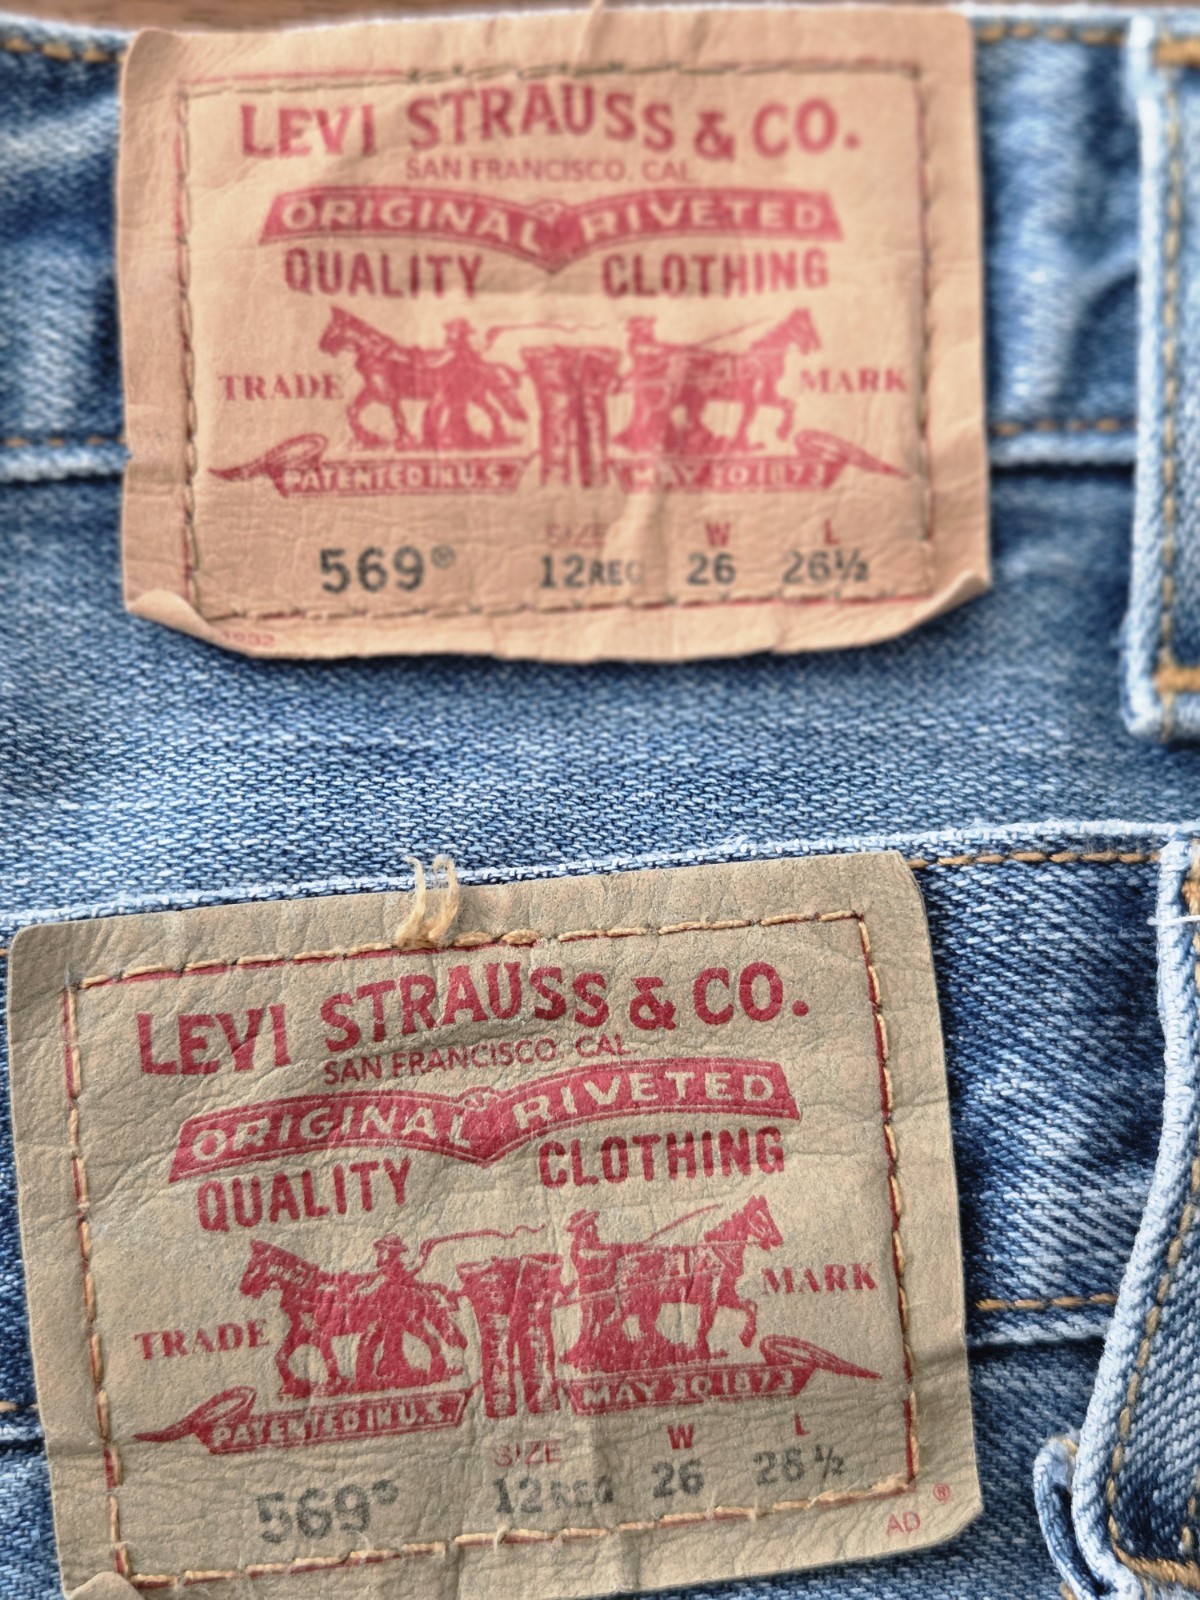 LEVI STRAUSS & CO.
SAN FRANCISCO, CAL.
ORIGINAL RIVETED
QUALITY CLOTHING
TRADE MARK
PATENTED IN U.S. MAY 20 1873
SIZE W L
569® 12REG 26 26½
LEVI STRAUSS & CO.
SAN FRANCISCO, CAL.
ORIGINAL RIVETED
QUALITY CLOTHING
TRADE MARK
PATENTED IN U.S. MAY 20 1873
SIZE W L
569® 12REG 26 26½
AD ®